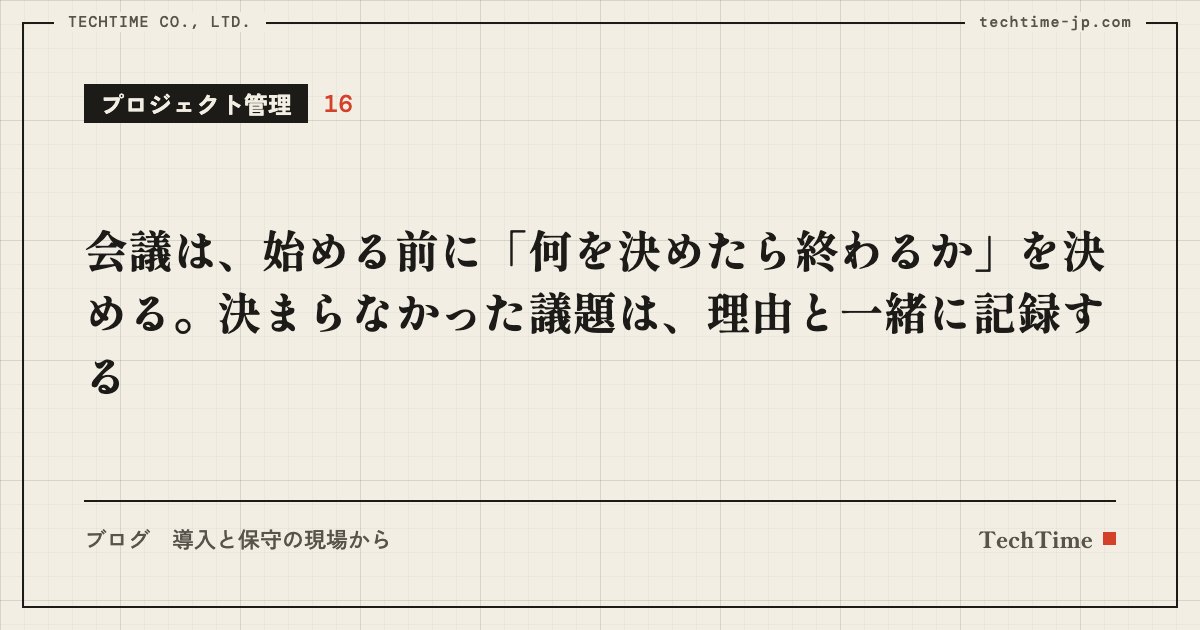 TECHTIME CO., LTD.
techtime-jp.com
プロジェクト管理 16
会議は、始める前に「何を決めたら終わるか」を決
める。決まらなかった議題は、理由と一緒に記録す
る
ブログ　導入と保守の現場から
TechTime